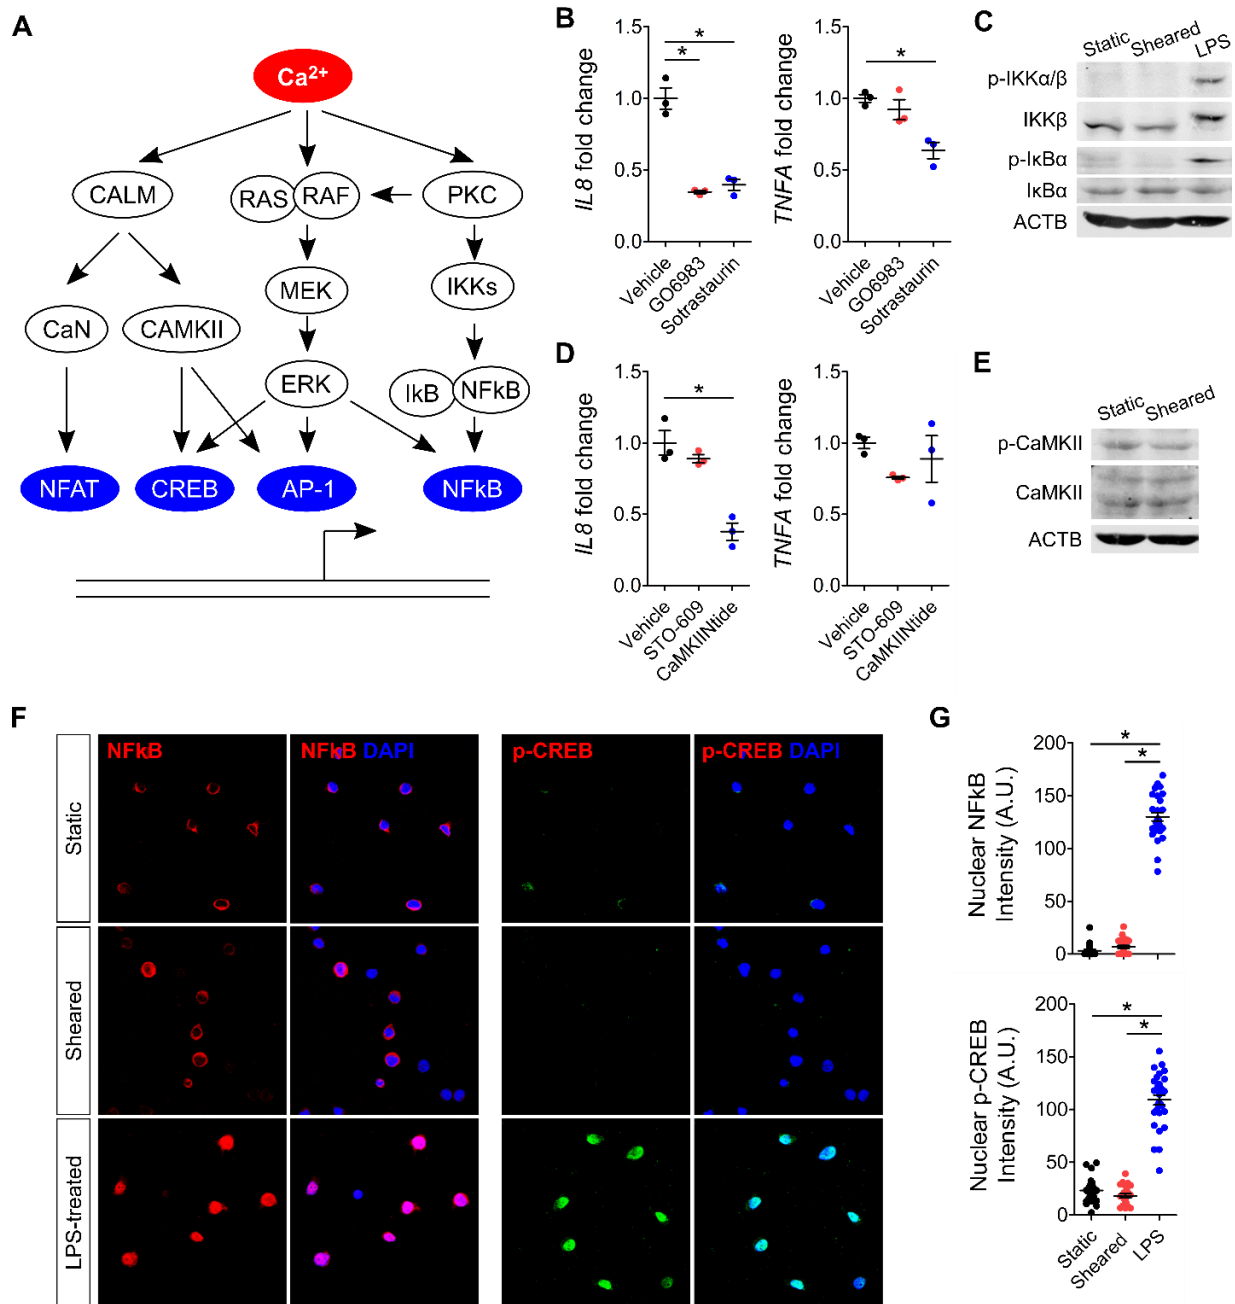 A
Ca2+
CALM
RAS
RAF
PKC
CaN
CAMKII
MEK
IKKs
ERK
IkB
NFkB
NFAT
CREB
AP-1
NFkB
B
IL8 fold change
1.5
1.0
0.5
0.0
Vehicle
GO6983
Sotrastaurin
*
*
TNFA fold change
1.5
1.0
0.5
0.0
Vehicle
GO6983
Sotrastaurin
*
C
Static
Sheared
LPS
p-IKKα/β
IKKβ
p-IκBα
IκBα
ACTB
D
IL8 fold change
1.5
1.0
0.5
0.0
Vehicle
STO-609
CaMKIINtide
*
TNFA fold change
1.5
1.0
0.5
0.0
Vehicle
STO-609
CaMKIINtide
E
Static
Sheared
p-CaMKII
CaMKII
ACTB
F
NFkB
NFkB DAPI
p-CREB
p-CREB DAPI
Static
Sheared
LPS-treated
G
Nuclear NFkB
Intensity (A.U.)
200
150
100
50
0
*
*
Nuclear p-CREB
Intensity (A.U.)
200
150
100
50
0
*
*
Static
Sheared
LPS